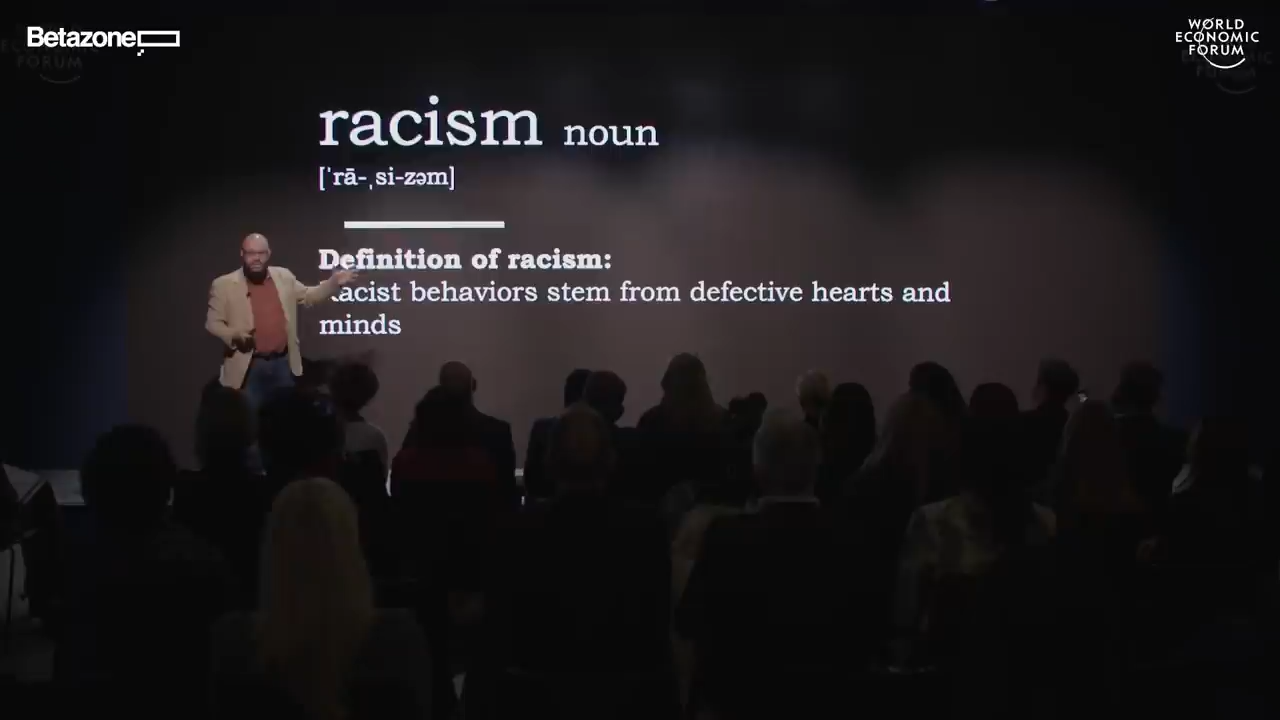 Betazone
WORLD
ECONOMIC
FORUM
racism noun
[ˈrā-ˌsi-zəm]
Definition of racism:
Racist behaviors stem from defective hearts and
minds